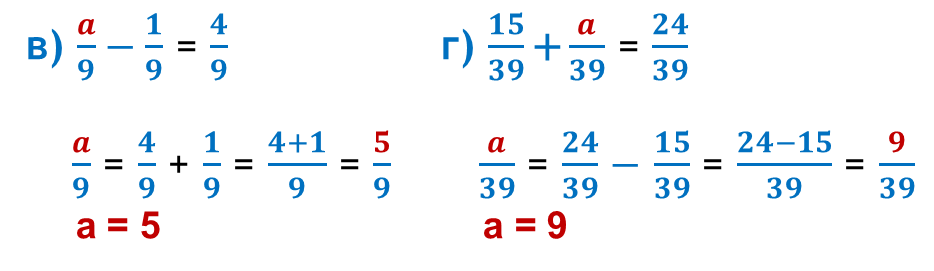 в) a/9 − 1/9 = 4/9
a/9 = 4/9 + 1/9 = 4+1/9 = 5/9
а = 5
г) 15/39 + a/39 = 24/39
a/39 = 24/39 − 15/39 = 24−15/39 = 9/39
а = 9